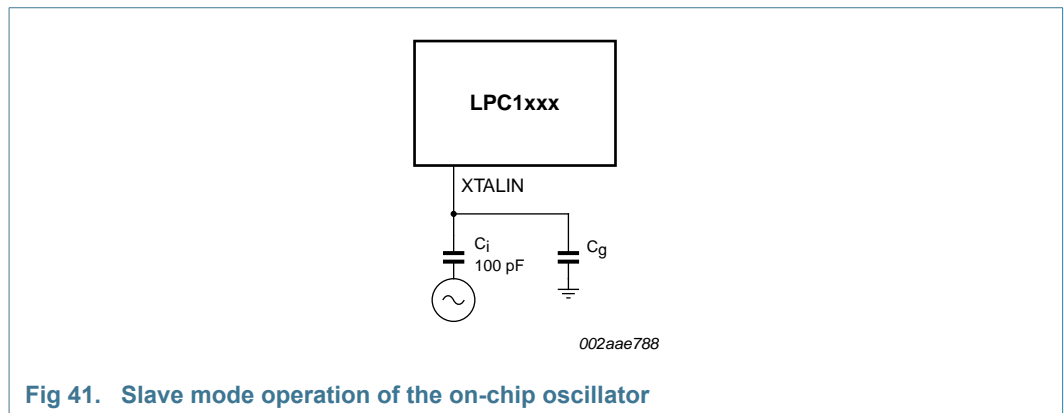 LPC1xxx
XTALIN
Ci
100 pF
Cg
002aae788
Fig 41. Slave mode operation of the on-chip oscillator